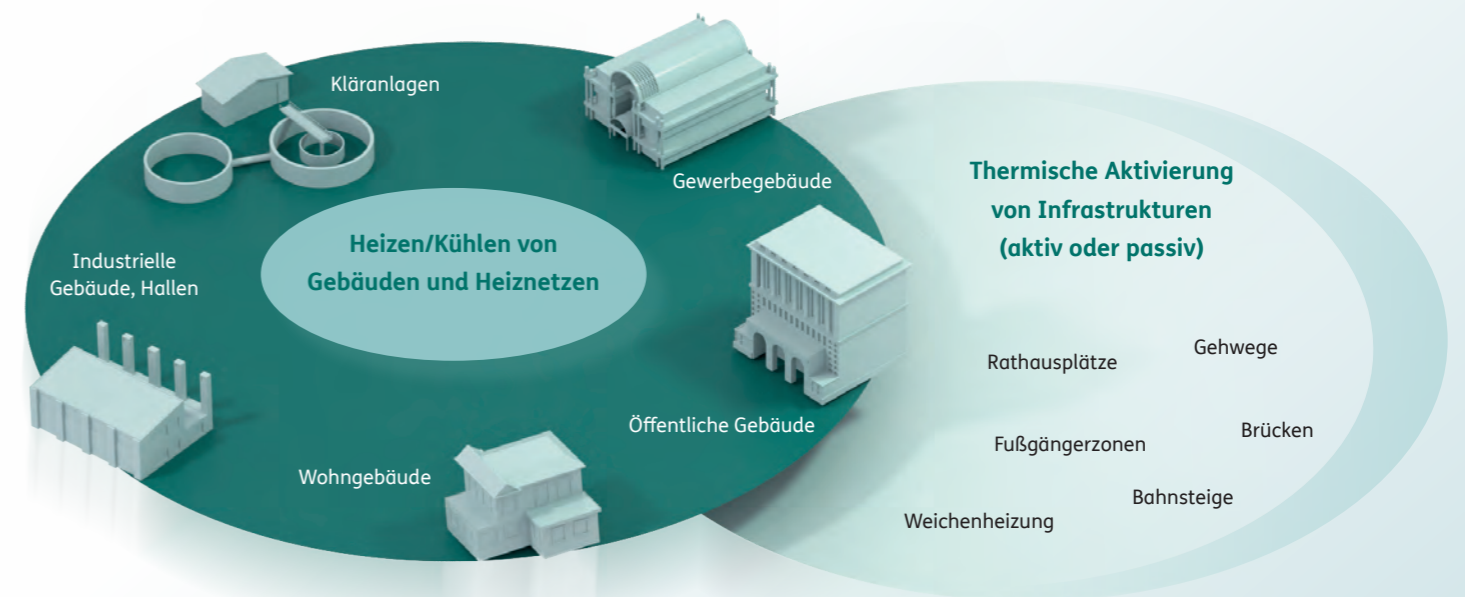 Kläranlagen
Gewerbegebäude
Heizen/Kühlen von
Gebäuden und Heiznetzen
Industrielle
Gebäude, Hallen
Öffentliche Gebäude
Wohngebäude
Thermische Aktivierung
von Infrastrukturen
(aktiv oder passiv)
Rathausplätze
Gehwege
Fußgängerzonen
Brücken
Bahnsteige
Weichenheizung